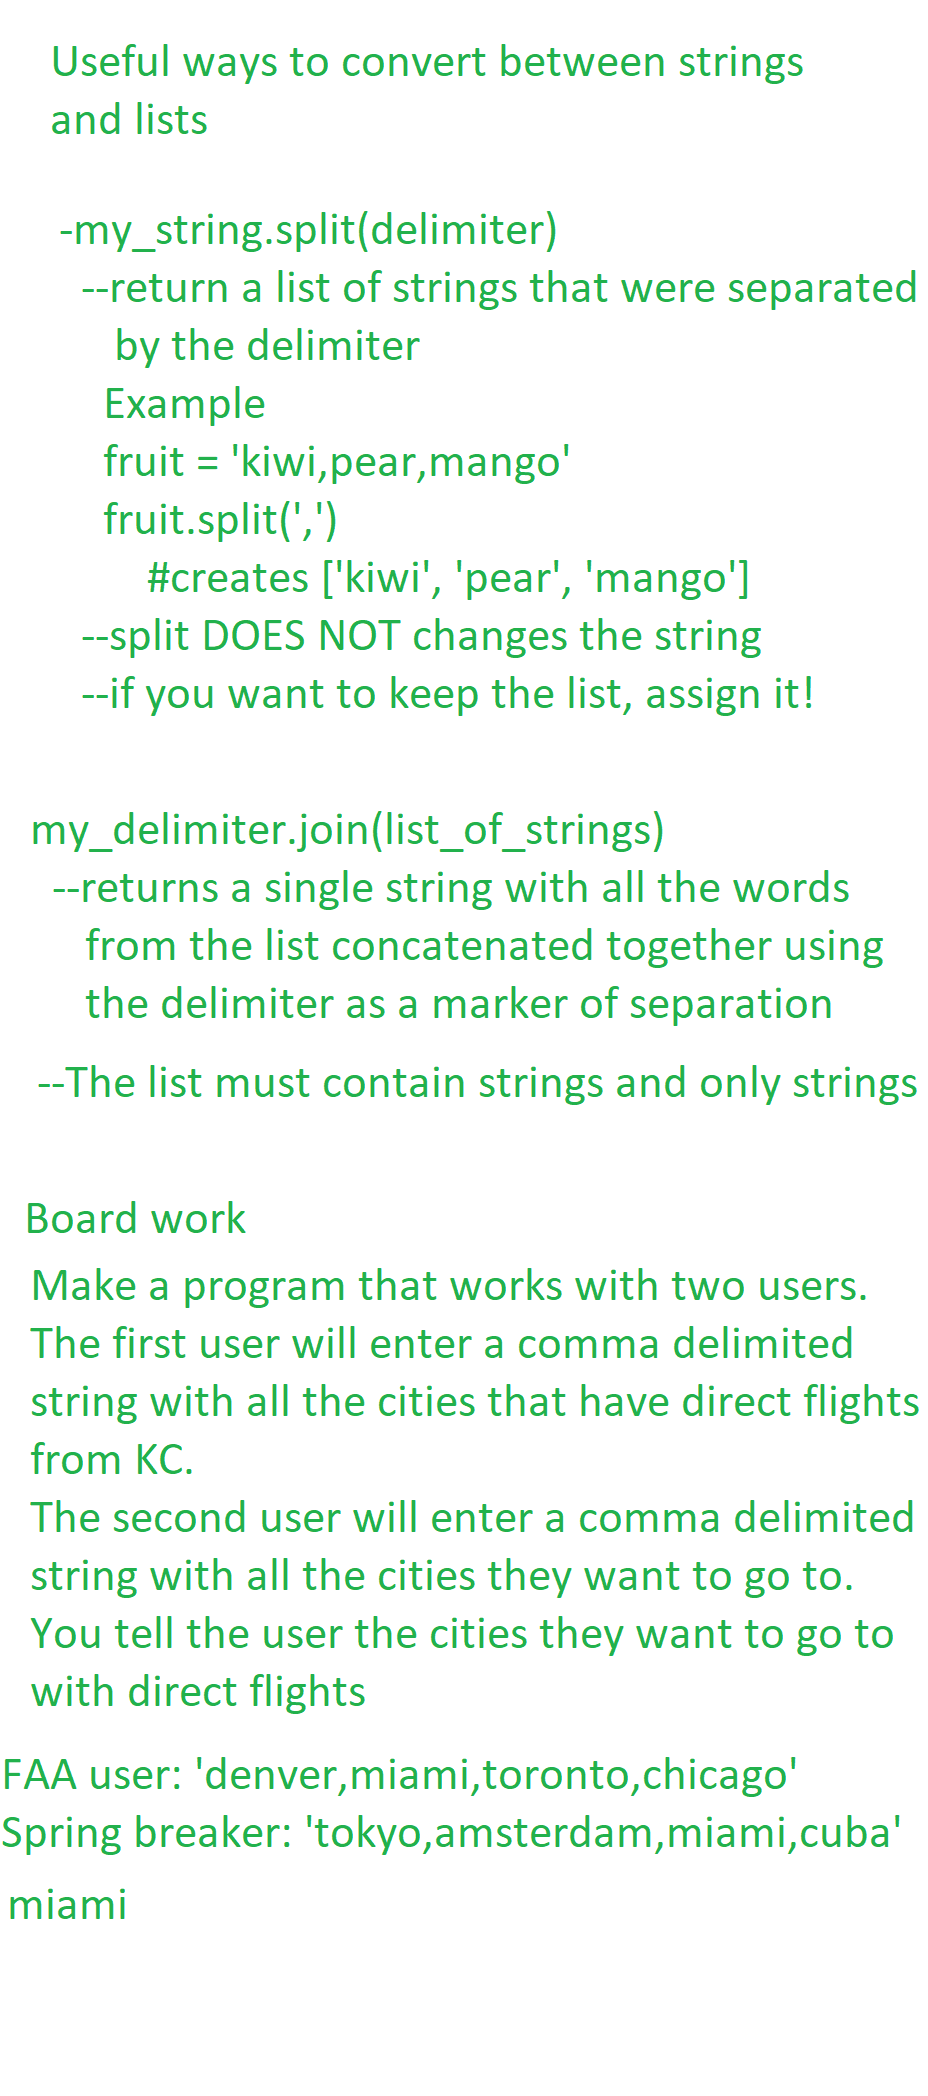 Useful ways to convert between strings
and lists
-my_string.split(delimiter)
--return a list of strings that were separated
by the delimiter
Example
fruit = 'kiwi,pear,mango'
fruit.split(',')
#creates ['kiwi', 'pear', 'mango']
--split DOES NOT changes the string
--if you want to keep the list, assign it!
my_delimiter.join(list_of_strings)
--returns a single string with all the words
from the list concatenated together using
the delimiter as a marker of separation
--The list must contain strings and only strings
Board work
Make a program that works with two users.
The first user will enter a comma delimited
string with all the cities that have direct flights
from KC.
The second user will enter a comma delimited
string with all the cities they want to go to.
You tell the user the cities they want to go to
with direct flights
FAA user: 'denver,miami,toronto,chicago'
Spring breaker: 'tokyo,amsterdam,miami,cuba'
miami